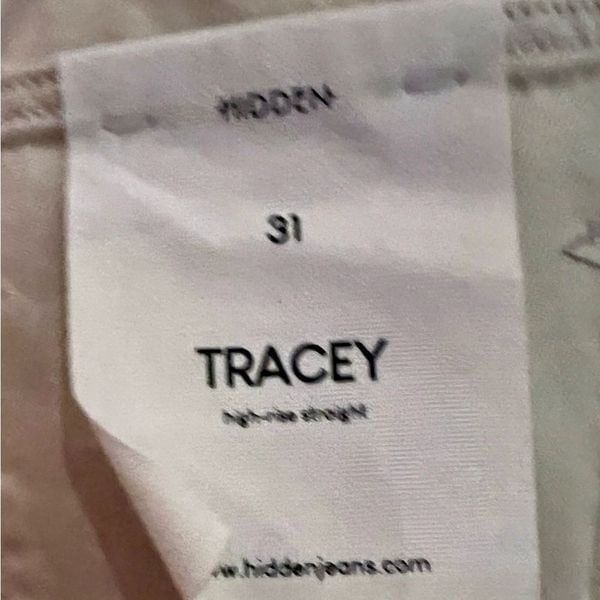 HIDDEN
31
TRACEY
high-rise straight
w.hiddenjeans.com